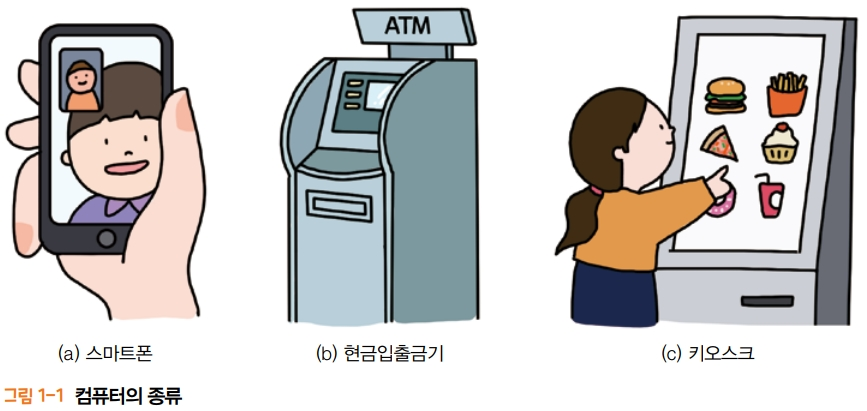 ATM
(a) 스마트폰
(b) 현금입출금기
(c) 키오스크
그림 1-1 컴퓨터의 종류